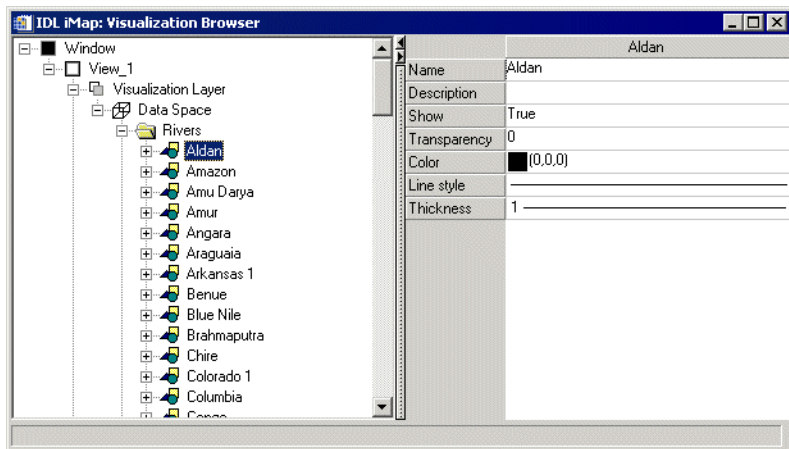 IDL iMap: Visualization Browser
Window
View_1
Visualization Layer
Data Space
Rivers
Aldan
Amazon
Amu Darya
Amur
Angara
Araguaia
Arkansas 1
Benue
Blue Nile
Brahmaputra
Chire
Colorado 1
Columbia
Congo
Aldan
Name Aldan
Description
Show True
Transparency 0
Color (0,0,0)
Line style
Thickness 1